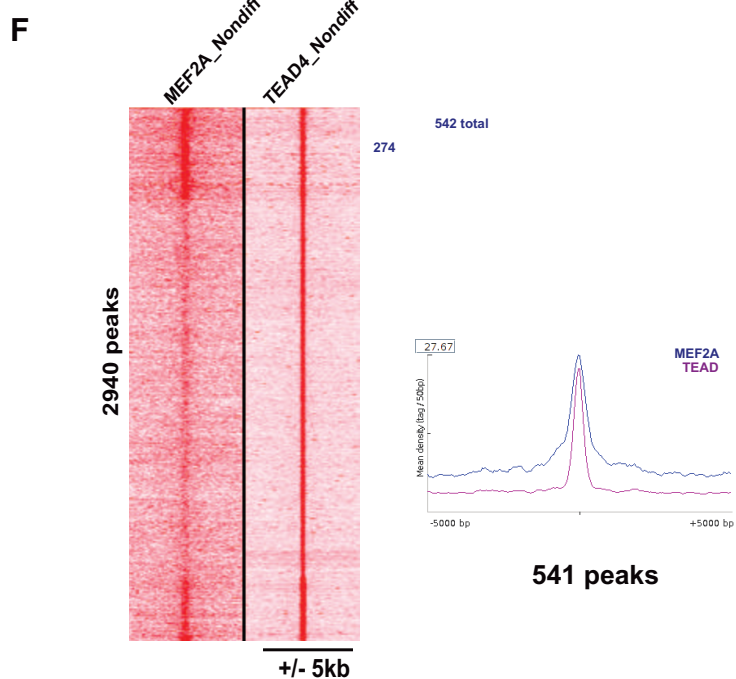 F
MEF2A_Nondiff
TEAD4_Nondiff
542 total
274
2940 peaks
27.67
MEF2A
TEAD
Mean density (tag / 50bp)
-5000 bp
+5000 bp
541 peaks
+/- 5kb